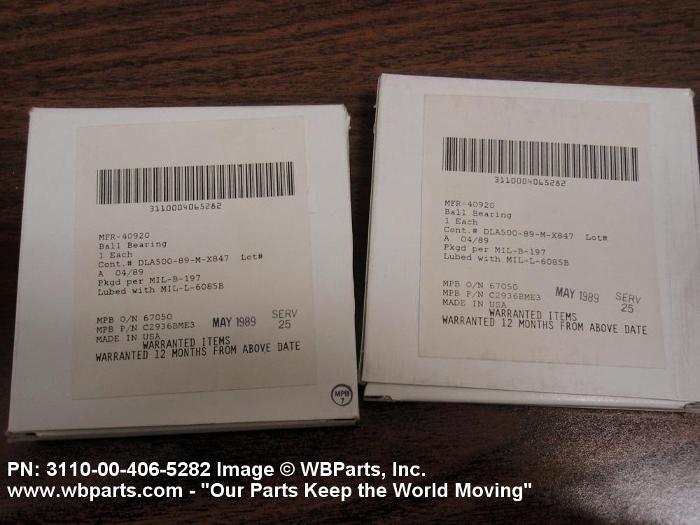 3110004065282
MFR-40920
Ball Bearing
1 Each
Cont.# DLA500-89-M-X847 Lot#
A 04/89
Pkgd per MIL-B-197
Lubed with MIL-L-6085B
MPB O/N 67050
MPB P/N C2936BME3 MAY 1989 SERV
MADE IN USA 25
WARRANTED ITEMS
WARRANTED 12 MONTHS FROM ABOVE DATE
MPB
7
3110004065282
MFR-40920
Ball Bearing
1 Each
Cont.# DLA500-89-M-X847 Lot#
A 04/89
Pkgd per MIL-B-197
Lubed with MIL-L-6085B
MPB O/N 67050
MPB P/N C2936BME3 MAY 1989 SERV
MADE IN USA 25
WARRANTED ITEMS
WARRANTED 12 MONTHS FROM ABOVE DATE
PN: 3110-00-406-5282 Image © WBParts, Inc.
www.wbparts.com - "Our Parts Keep the World Moving"